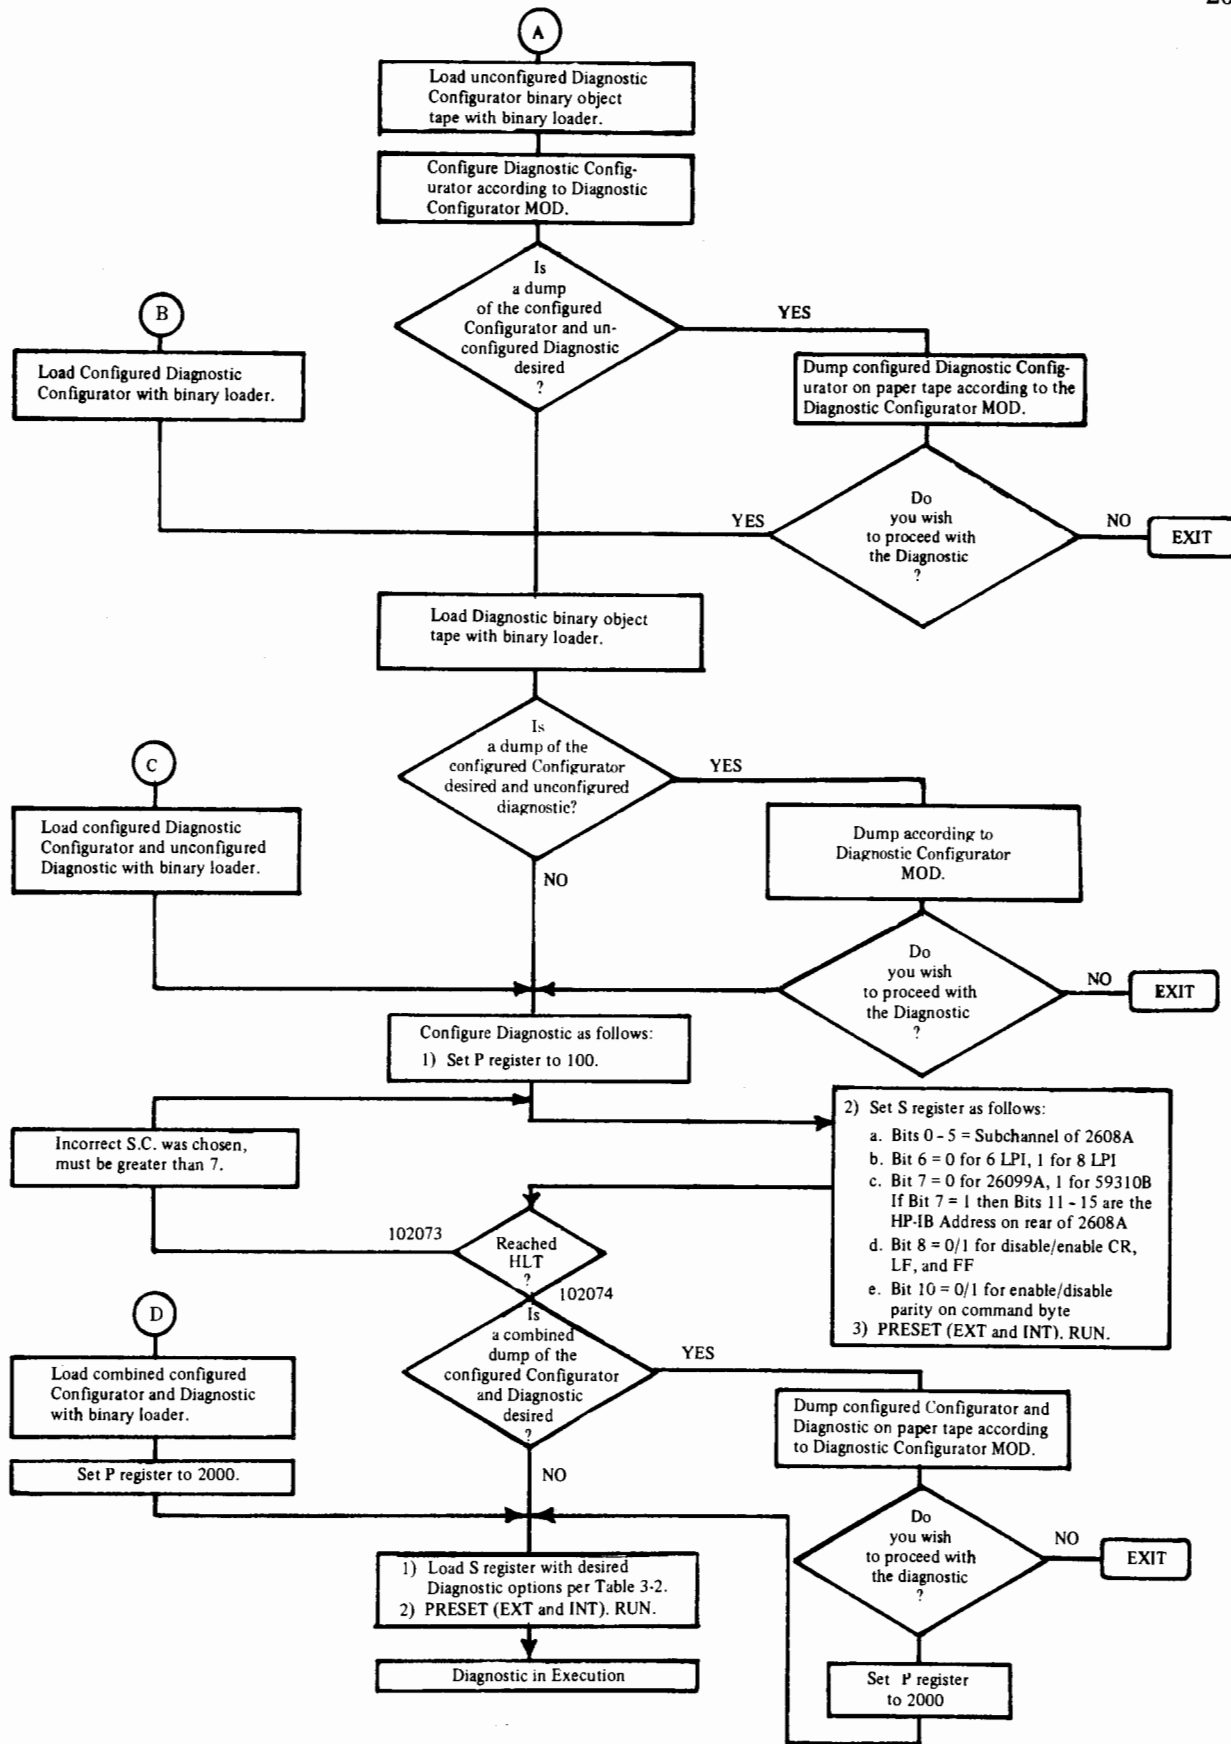 A
Load unconfigured Diagnostic
Configurator binary object
tape with binary loader.
Configure Diagnostic Config-
urator according to Diagnostic
Configurator MOD.
Is
a dump
of the configured
Configurator and un-
configured Diagnostic
desired
?
YES
B
Load Configured Diagnostic
Configurator with binary loader.
Dump configured Diagnostic Config-
urator on paper tape according to the
Diagnostic Configurator MOD.
Do
you wish
to proceed with
the Diagnostic
?
YES
NO
EXIT
Load Diagnostic binary object
tape with binary loader.
Is
a dump of the
configured Configurator
desired and unconfigured
diagnostic?
YES
NO
C
Load configured Diagnostic
Configurator and unconfigured
Diagnostic with binary loader.
Dump according to
Diagnostic Configurator
MOD.
Do
you wish
to proceed with
the Diagnostic
?
NO
EXIT
Configure Diagnostic as follows:
1) Set P register to 100.
2) Set S register as follows:
a. Bits 0 - 5 = Subchannel of 2608A
b. Bit 6 = 0 for 6 LPI, 1 for 8 LPI
c. Bit 7 = 0 for 26099A, 1 for 59310B
If Bit 7 = 1 then Bits 11 - 15 are the
HP-IB Address on rear of 2608A
d. Bit 8 = 0/1 for disable/enable CR,
LF, and FF
e. Bit 10 = 0/1 for enable/disable
parity on command byte
3) PRESET (EXT and INT). RUN.
Incorrect S.C. was chosen,
must be greater than 7.
102073
Reached
HLT
?
102074
Is
a combined
dump of the
configured Configurator
and Diagnostic
desired
?
YES
NO
D
Load combined configured
Configurator and Diagnostic
with binary loader.
Set P register to 2000.
Dump configured Configurator and
Diagnostic on paper tape according
to Diagnostic Configurator MOD.
Do
you wish
to proceed with
the diagnostic
?
NO
EXIT
Set P register
to 2000
1) Load S register with desired
Diagnostic options per Table 3-2.
2) PRESET (EXT and INT). RUN.
Diagnostic in Execution